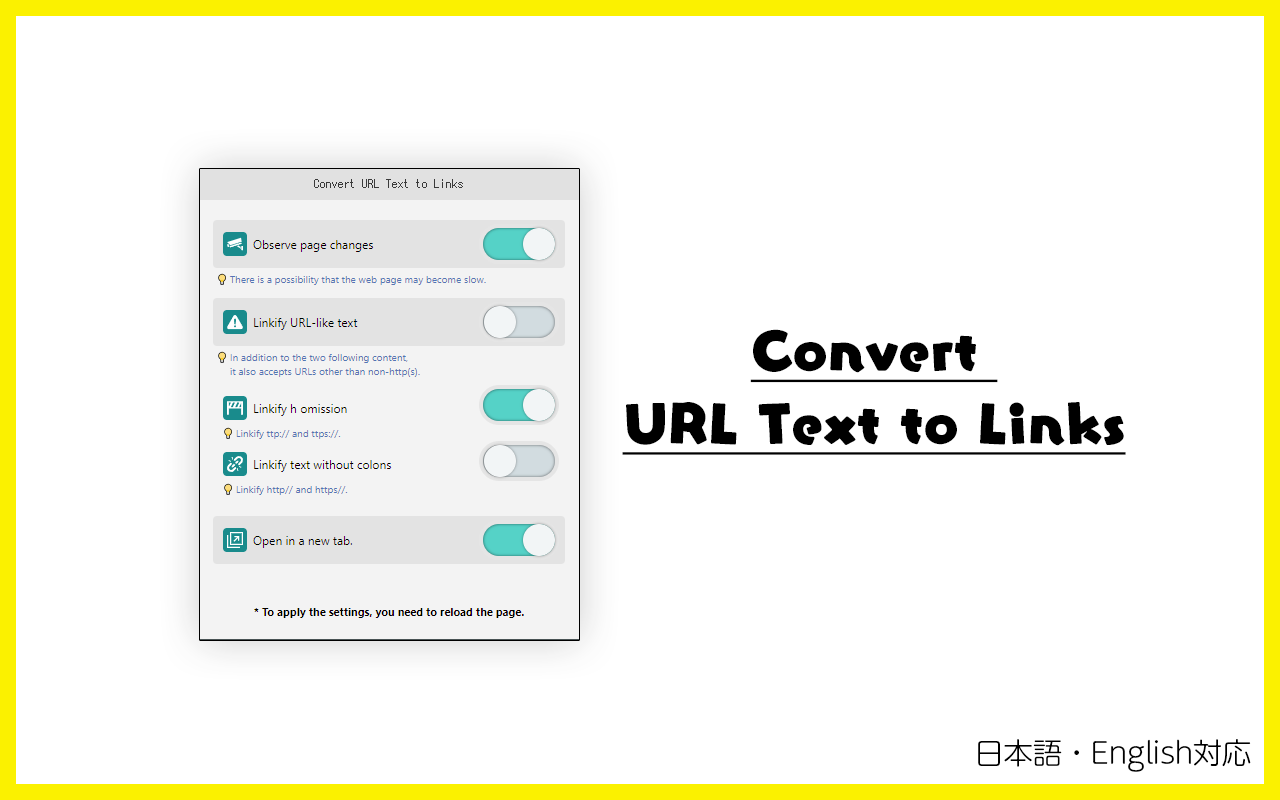 Convert URL Text to Links
Observe page changes
There is a possibility that the web page may become slow.
Linkify URL-like text
In addition to the two following content,
it also accepts URLs other than non-http(s).
Linkify h omission
Linkify ttp:// and ttps://.
Linkify text without colons
Linkify http// and https//.
Open in a new tab.
* To apply the settings, you need to reload the page.
Convert
URL Text to Links
日本語・English対応